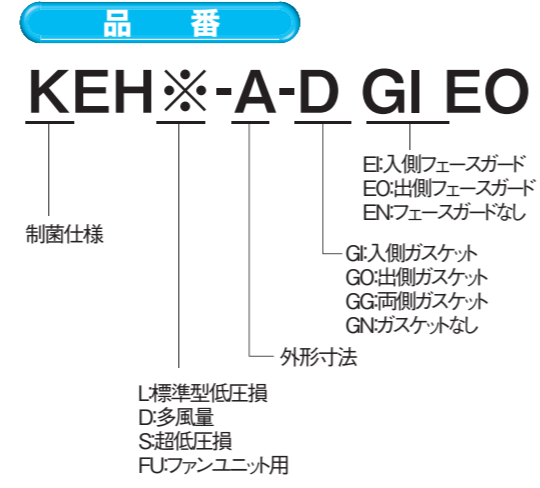 品番
KEH※-A-D GI EO
EI:入側フェースガード
EO:出側フェースガード
EN:フェースガードなし
制菌仕様
GI:入側ガスケット
GO:出側ガスケット
GG:両側ガスケット
GN:ガスケットなし
外形寸法
L:標準型低圧損
D:多風量
S:超低圧損
FU:ファンユニット用